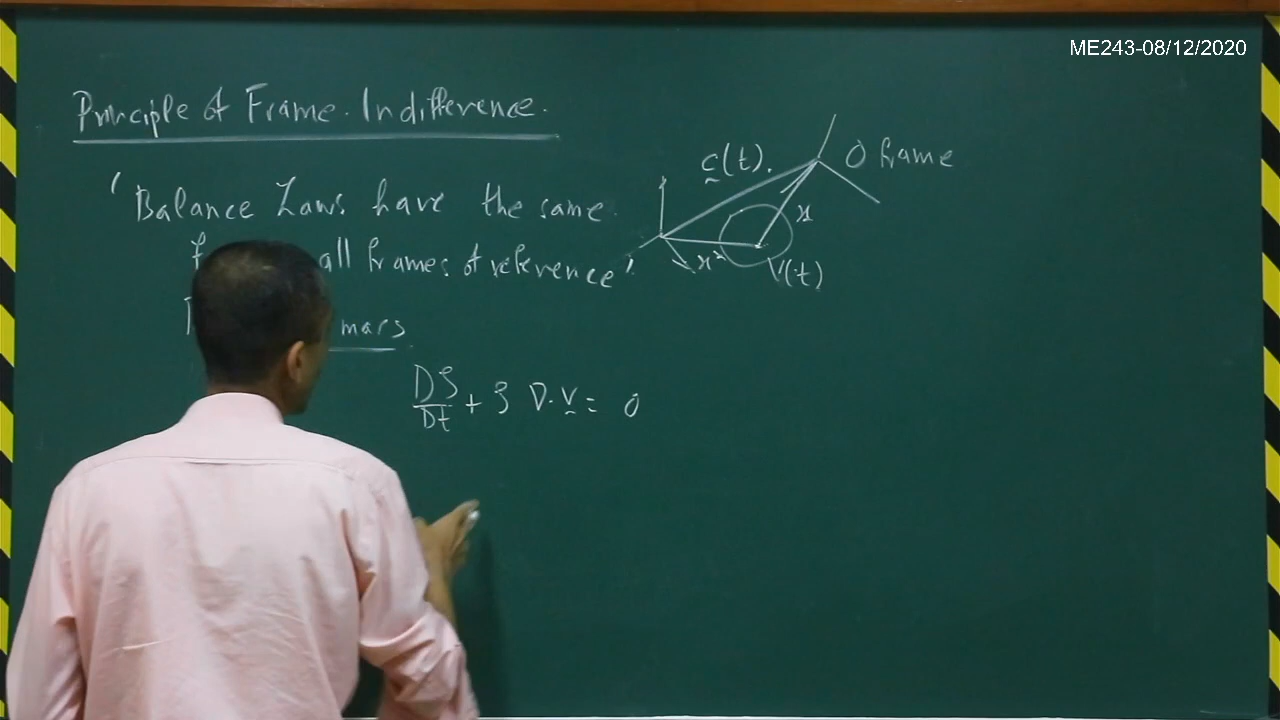 ME243-08/12/2020
Principle of Frame. Indifference.
'Balance Laws have the same
all frames of reference'
mars
Dρ/Dt + ρ ∇·v = 0
c(t).
O frame
x
x*
V(t)